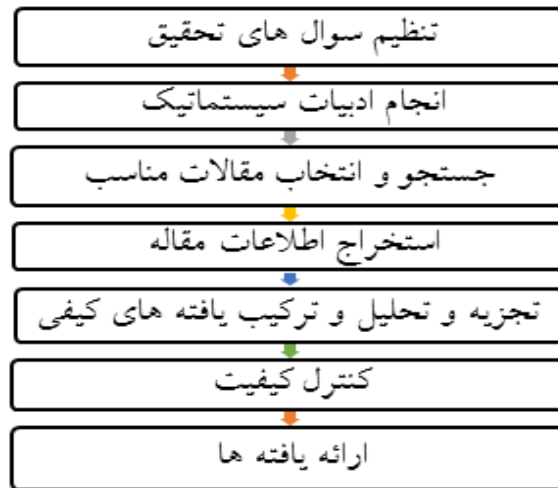 تنظیم سوال های تحقیق
انجام ادبیات سیستماتیک
جستجو و انتخاب مقالات مناسب
استخراج اطلاعات مقاله
تجزیه و تحلیل و ترکیب یافته های کیفی
کنترل کیفیت
ارائه یافته ها